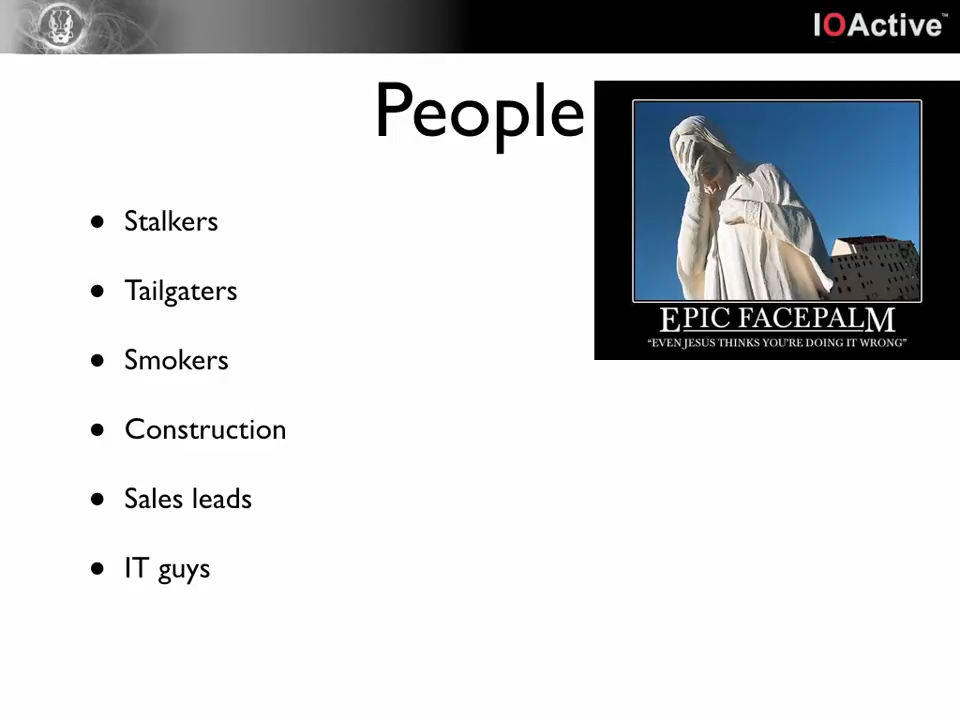 IOActive™
People
• Stalkers
• Tailgaters
• Smokers
• Construction
• Sales leads
• IT guys
EPIC FACEPALM
“EVEN JESUS THINKS YOU'RE DOING IT WRONG”